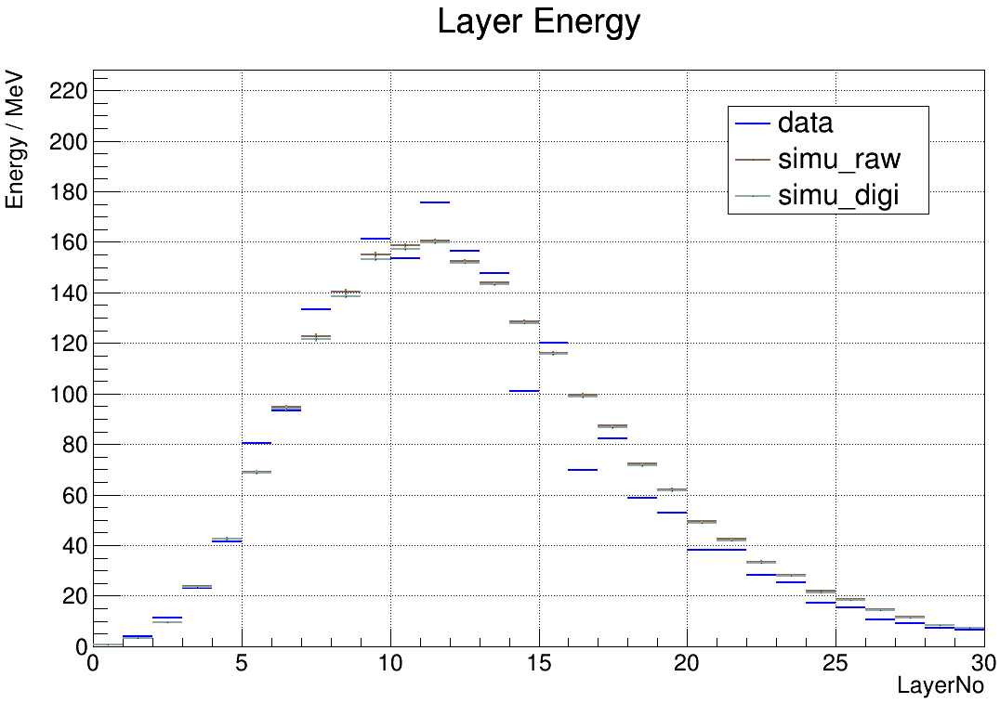 Layer Energy
Energy / MeV
220
200
180
160
140
120
100
80
60
40
20
0
data
simu_raw
simu_digi
0 5 10 15 20 25 30
LayerNo